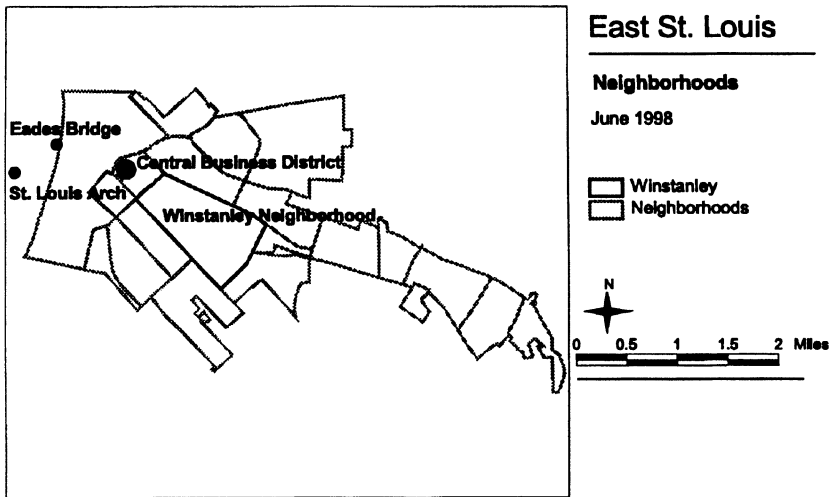 East St. Louis
Neighborhoods
June 1998
Eades Bridge
Central Business District
St. Louis Arch
Winstanley Neighborhood
Winstanley
Neighborhoods
N
0 0.5 1 1.5 2 Miles